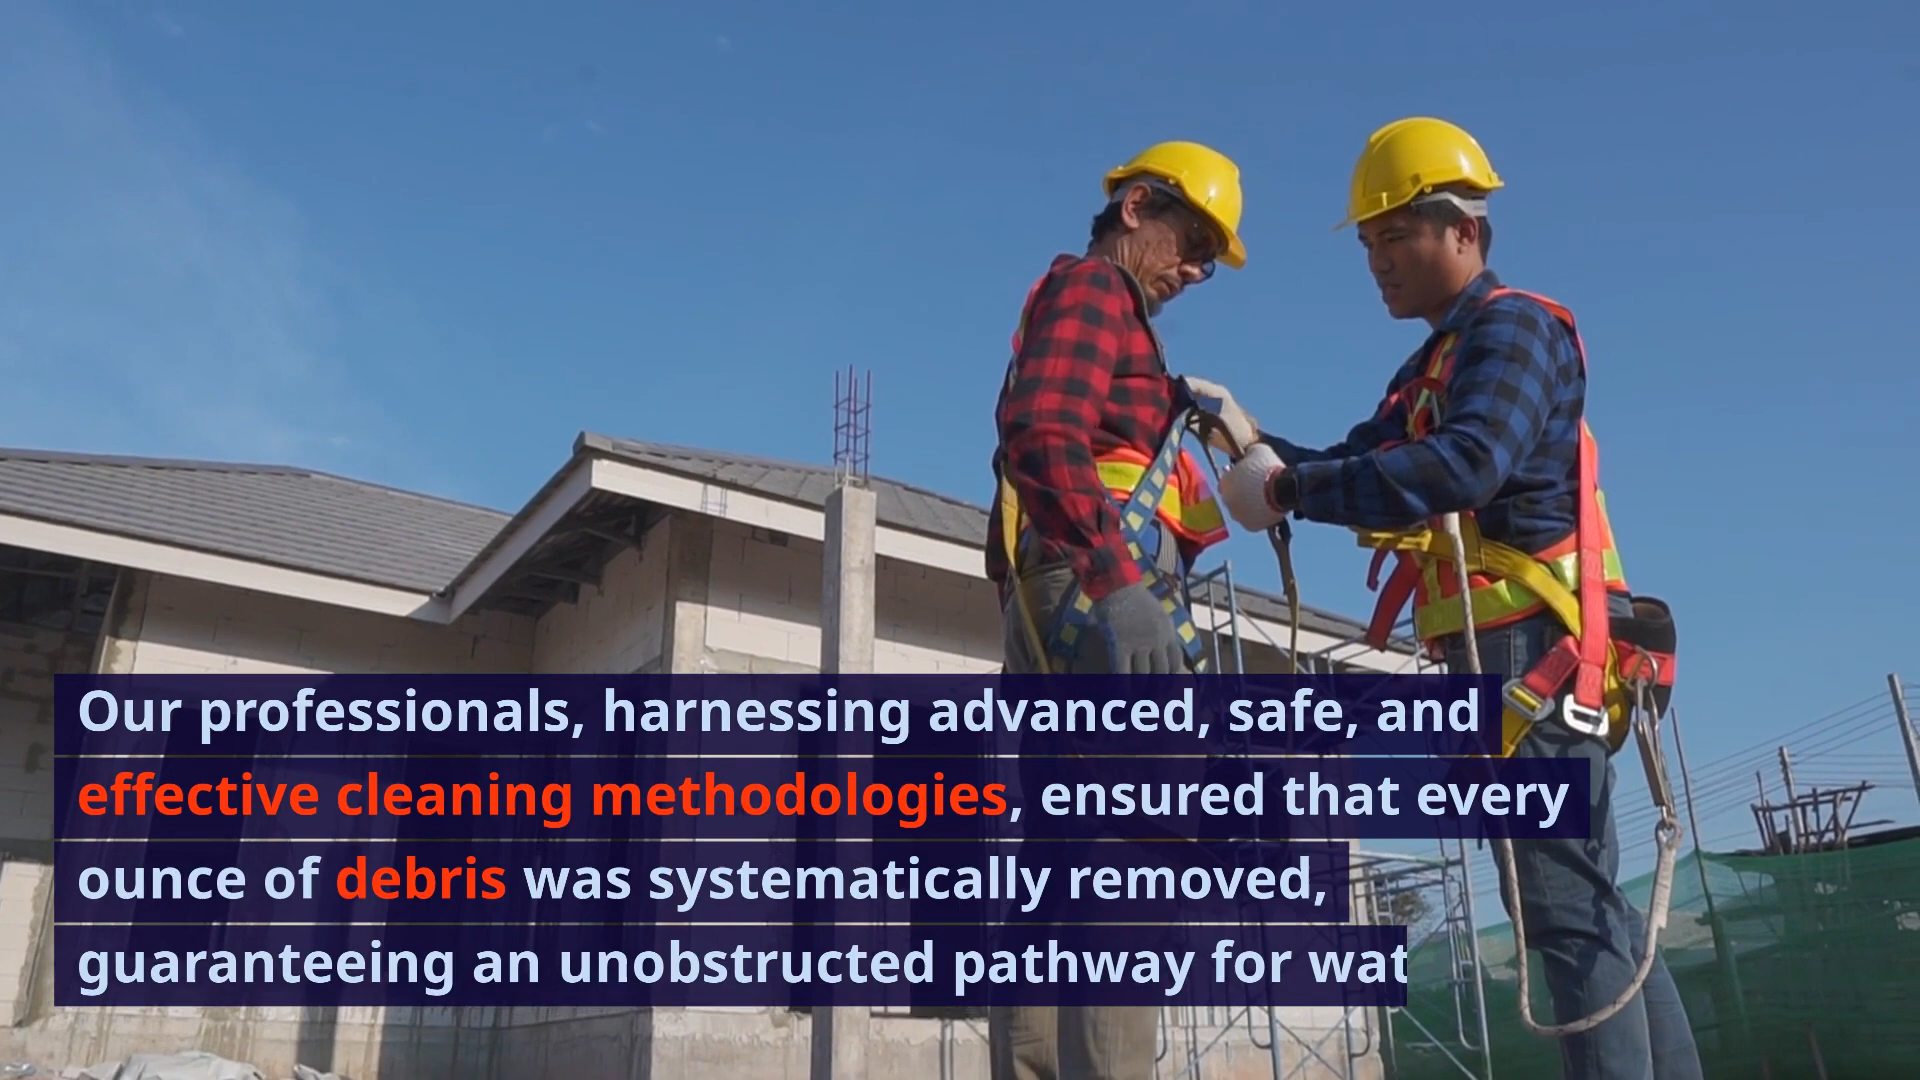 Our professionals, harnessing advanced, safe, and
effective cleaning methodologies, ensured that every
ounce of debris was systematically removed,
guaranteeing an unobstructed pathway for wat